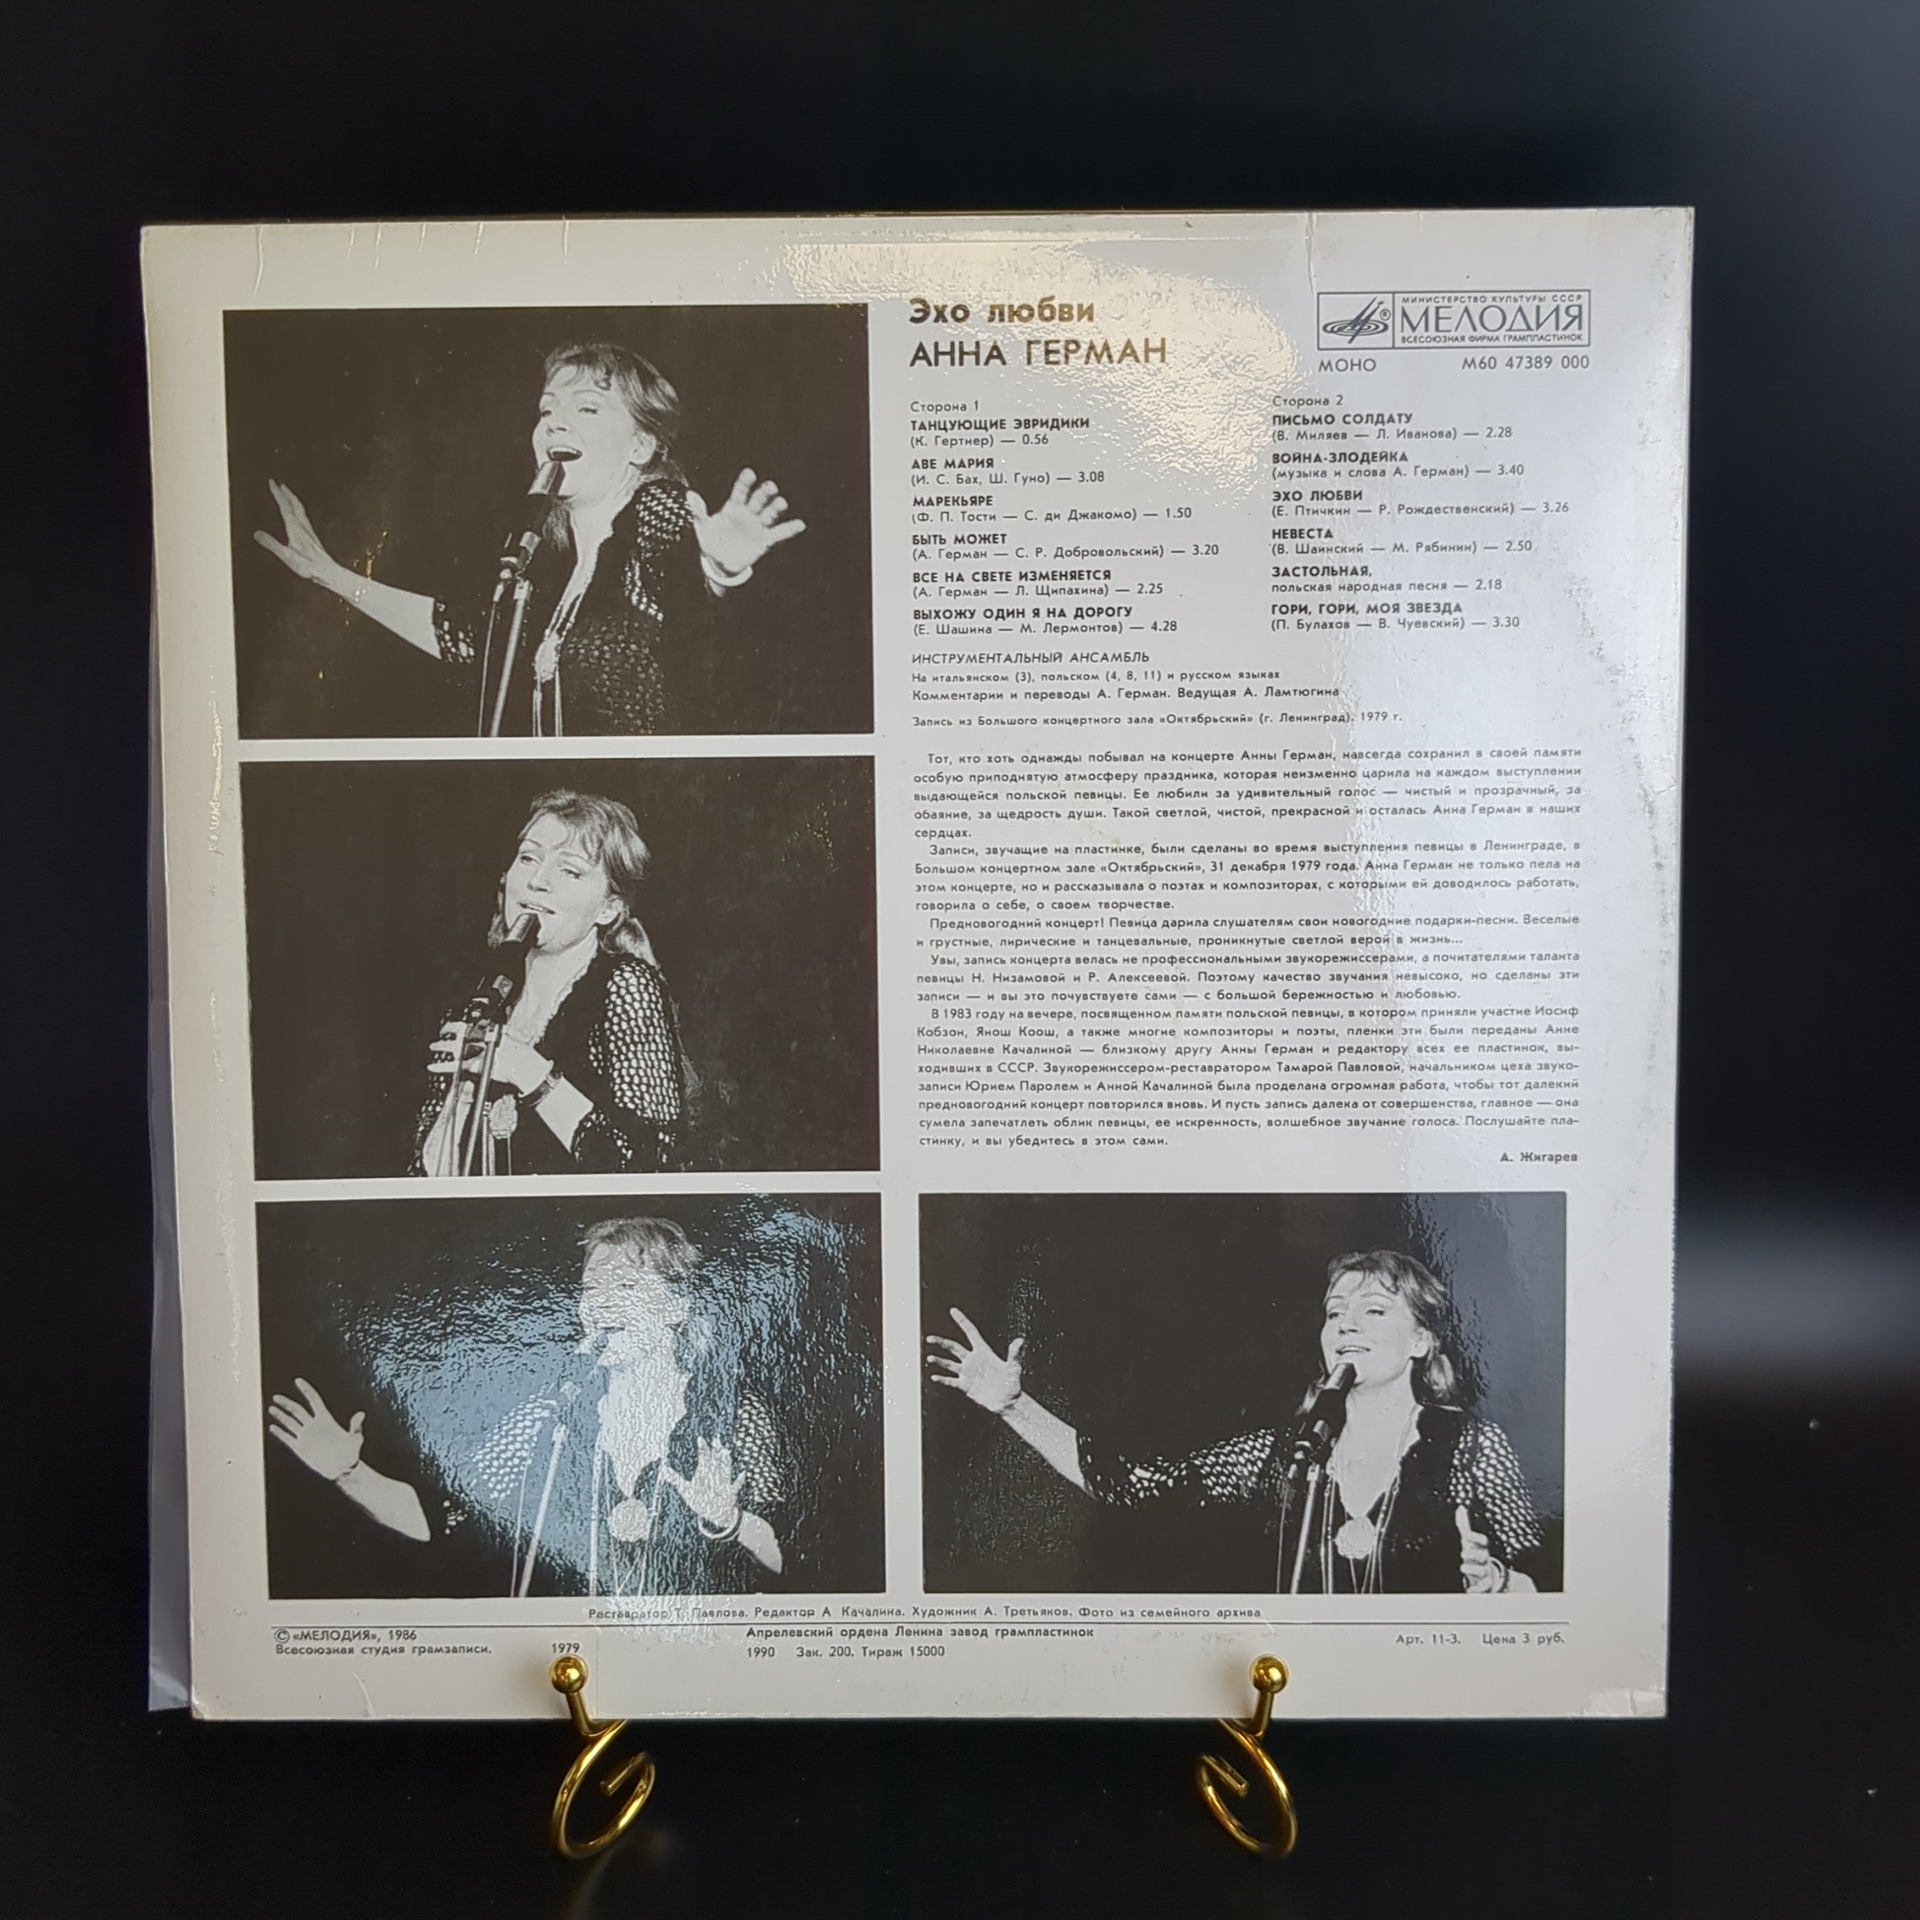 Эхо любви
АННА ГЕРМАН
МИНИСТЕРСТВО КУЛЬТУРЫ СССР
МЕЛОДИЯ
ВСЕСОЮЗНАЯ ФИРМА ГРАМПЛАСТИНОК
МОНО М60 47389 000
Сторона 1
ТАНЦУЮЩИЕ ЭВРИДИКИ
(К. Гертнер) — 0.56
АВЕ МАРИЯ
(И. С. Бах, Ш. Гуно) — 3.08
МАРЕКЬЯРЕ
(Ф. П. Тости — С. ди Джакомо) — 1.50
БЫТЬ МОЖЕТ
(А. Герман — С. Р. Добровольский) — 3.20
ВСЕ НА СВЕТЕ ИЗМЕНЯЕТСЯ
(А. Герман — Л. Щипахина) — 2.25
ВЫХОЖУ ОДИН Я НА ДОРОГУ
(Е. Шашина — М. Лермонтов) — 4.28
Сторона 2
ПИСЬМО СОЛДАТУ
(В. Миляев — Л. Иванова) — 2.28
ВОЙНА-ЗЛОДЕЙКА
(музыка и слова А. Герман) — 3.40
ЭХО ЛЮБВИ
(Е. Птичкин — Р. Рождественский) — 3.26
НЕВЕСТА
(В. Шаинский — М. Рябинин) — 2.50
ЗАСТОЛЬНАЯ,
польская народная песня — 2.18
ГОРИ, ГОРИ, МОЯ ЗВЕЗДА
(П. Булахов — В. Чуевский) — 3.30
ИНСТРУМЕНТАЛЬНЫЙ АНСАМБЛЬ
На итальянском (3), польском (4, 8, 11) и русском языках
Комментарии и переводы А. Герман. Ведущая А. Ламтюгина
Запись из Большого концертного зала «Октябрьский» (г. Ленинград). 1979 г.
Тот, кто хоть однажды побывал на концерте Анны Герман, навсегда сохранил в своей памяти
особую приподнятую атмосферу праздника, которая неизменно царила на каждом выступлении
выдающейся польской певицы. Ее любили за удивительный голос — чистый и прозрачный, за
обаяние, за щедрость души. Такой светлой, чистой, прекрасной и осталась Анна Герман в наших
сердцах.
Записи, звучащие на пластинке, были сделаны во время выступления певицы в Ленинграде, в
Большом концертном зале «Октябрьский», 31 декабря 1979 года. Анна Герман не только пела на
этом концерте, но и рассказывала о поэтах и композиторах, с которыми ей доводилось работать,
говорила о себе, о своем творчестве.
Предновогодний концерт! Певица дарила слушателям свои новогодние подарки-песни. Веселые
и грустные, лирические и танцевальные, проникнутые светлой верой в жизнь...
Увы, запись концерта велась не профессиональными звукорежиссерами, а почитателями таланта
певицы Н. Низамовой и Р. Алексеевой. Поэтому качество звучания невысоко, но сделаны эти
записи — и вы это почувствуете сами — с большой бережностью и любовью.
В 1983 году на вечере, посвященном памяти польской певицы, в котором приняли участие Иосиф
Кобзон, Янош Коош, а также многие композиторы и поэты, пленки эти были переданы Анне
Николаевне Качалиной — близкому другу Анны Герман и редактору всех ее пластинок, вы-
ходивших в СССР. Звукорежиссером-реставратором Тамарой Павловой, начальником цеха звуко-
записи Юрием Паролем и Анной Качалиной была проделана огромная работа, чтобы тот далекий
предновогодний концерт повторился вновь. И пусть запись далека от совершенства, главное — она
сумела запечатлеть облик певицы, ее искренность, волшебное звучание голоса. Послушайте пла-
стинку, и вы убедитесь в этом сами.
А. Жигарев
Реставратор Т. Павлова. Редактор А. Качалина. Художник А. Третьяков. Фото из семейного архива
© «МЕЛОДИЯ», 1986
Всесоюзная студия грамзаписи. 1979
Апрелевский ордена Ленина завод грампластинок
1990 Зак. 200. Тираж 15000
Арт. 11-3. Цена 3 руб.